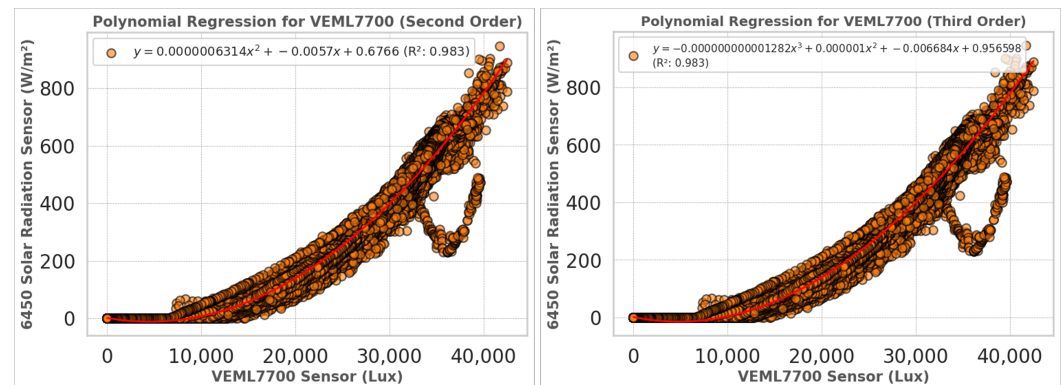 Polynomial Regression for VEML7700 (Second Order)
y = 0.0000006314x² + −0.0057x + 0.6766 (R²: 0.983)
6450 Solar Radiation Sensor (W/m²)
800
600
400
200
0
0 10,000 20,000 30,000 40,000
VEML7700 Sensor (Lux)
Polynomial Regression for VEML7700 (Third Order)
y = −0.000000000001282x³ + 0.000001x² + −0.006684x + 0.956598
(R²: 0.983)
6450 Solar Radiation Sensor (W/m²)
800
600
400
200
0
0 10,000 20,000 30,000 40,000
VEML7700 Sensor (Lux)